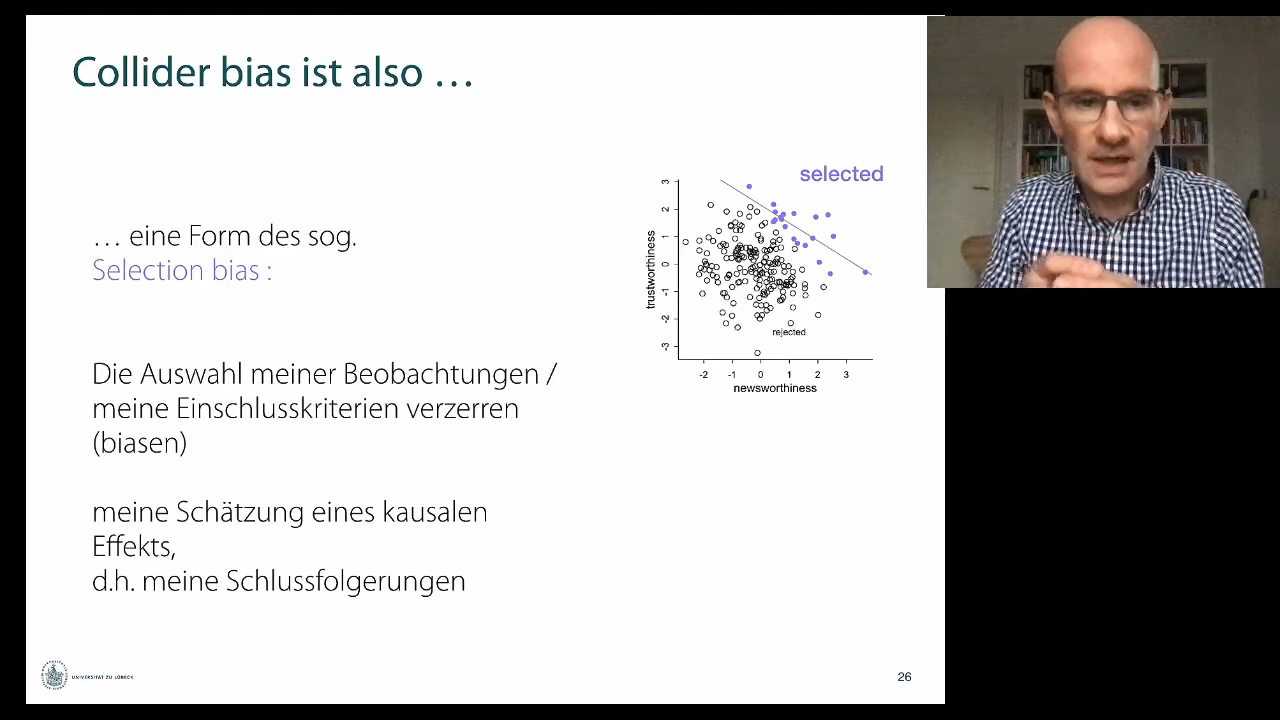 Collider bias ist also …
… eine Form des sog.
Selection bias :
Die Auswahl meiner Beobachtungen /
meine Einschlusskriterien verzerren
(biasen)
meine Schätzung eines kausalen
Effekts,
d.h. meine Schlussfolgerungen
selected
trustworthiness
3
2
1
0
-1
-2
-3
rejected
-2 -1 0 1 2 3
newsworthiness
UNIVERSITÄT ZU LÜBECK
26